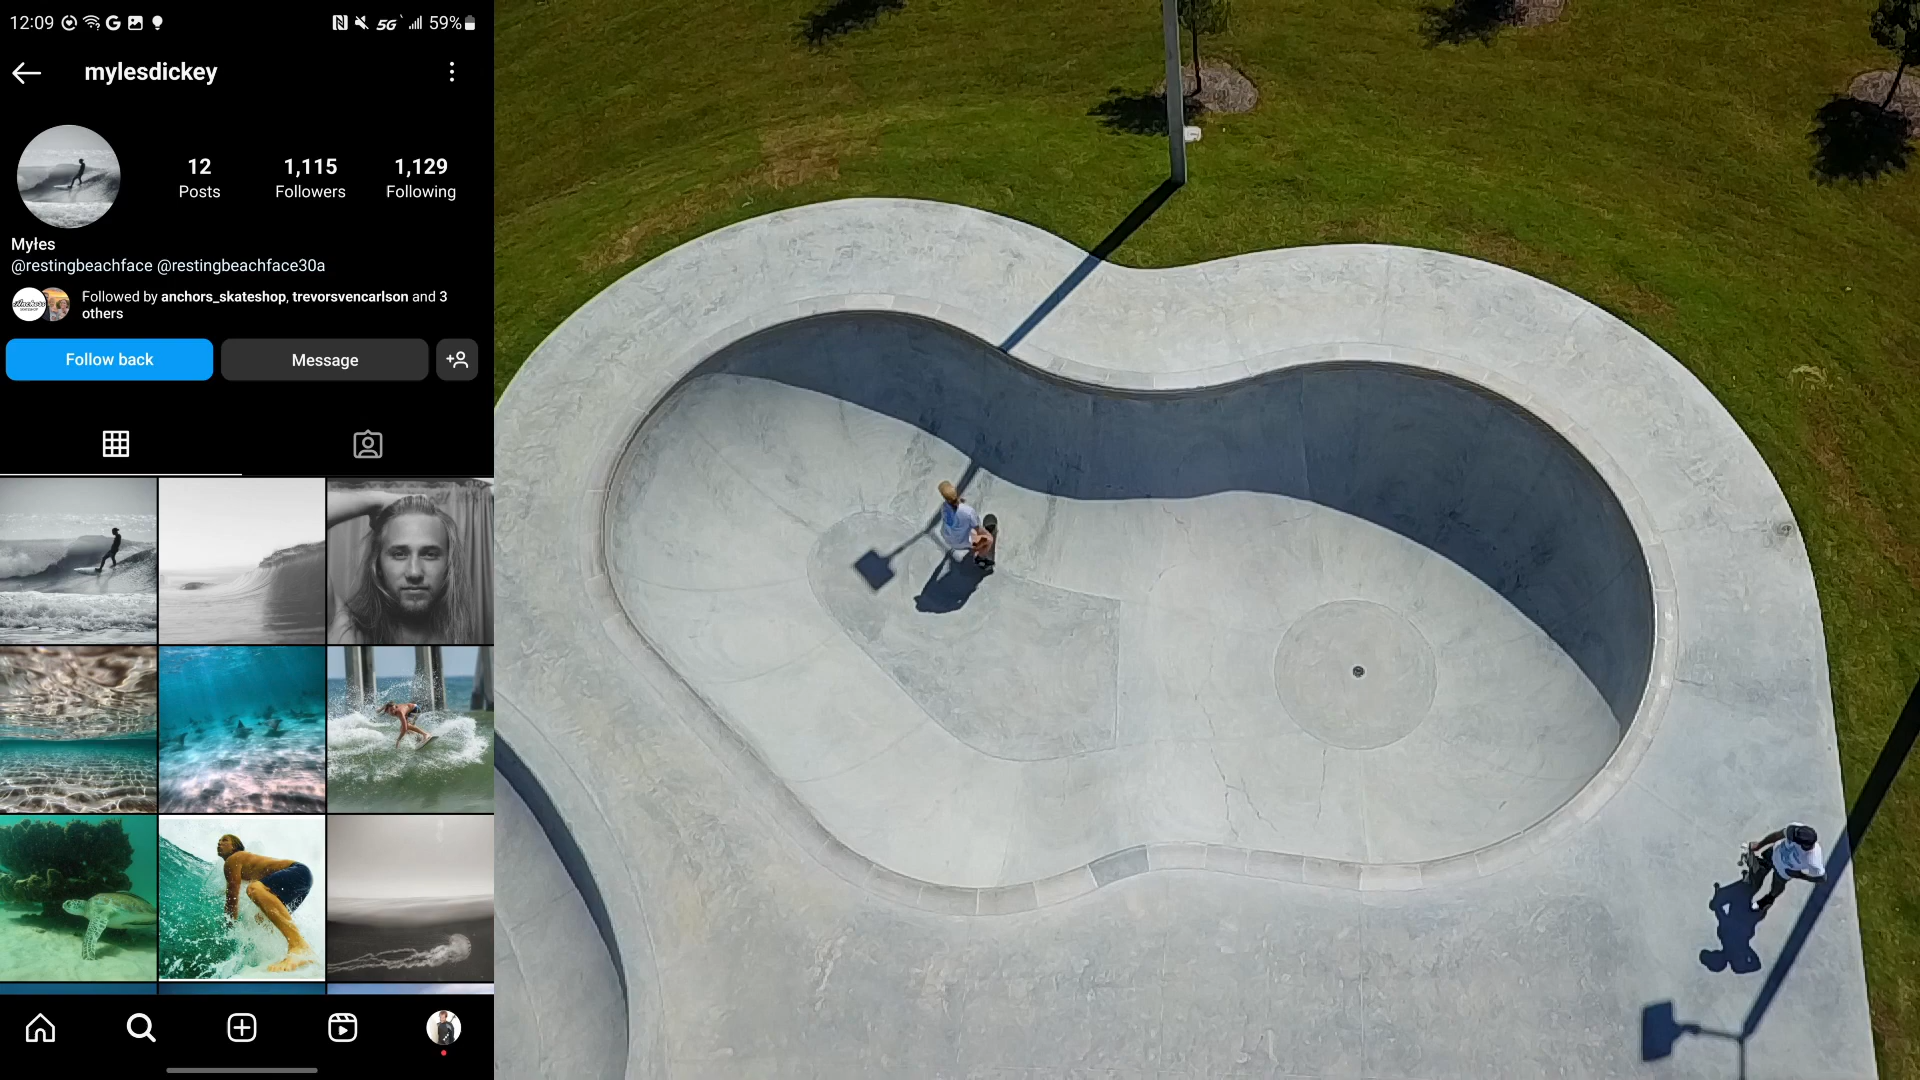 12:09
5G
59%
mylesdickey
12
1,115
1,129
Posts
Followers
Following
Myłes
@restingbeachface @restingbeachface30a
Followed by anchors_skateshop, trevorsvencarlson and 3
others
Follow back
Message